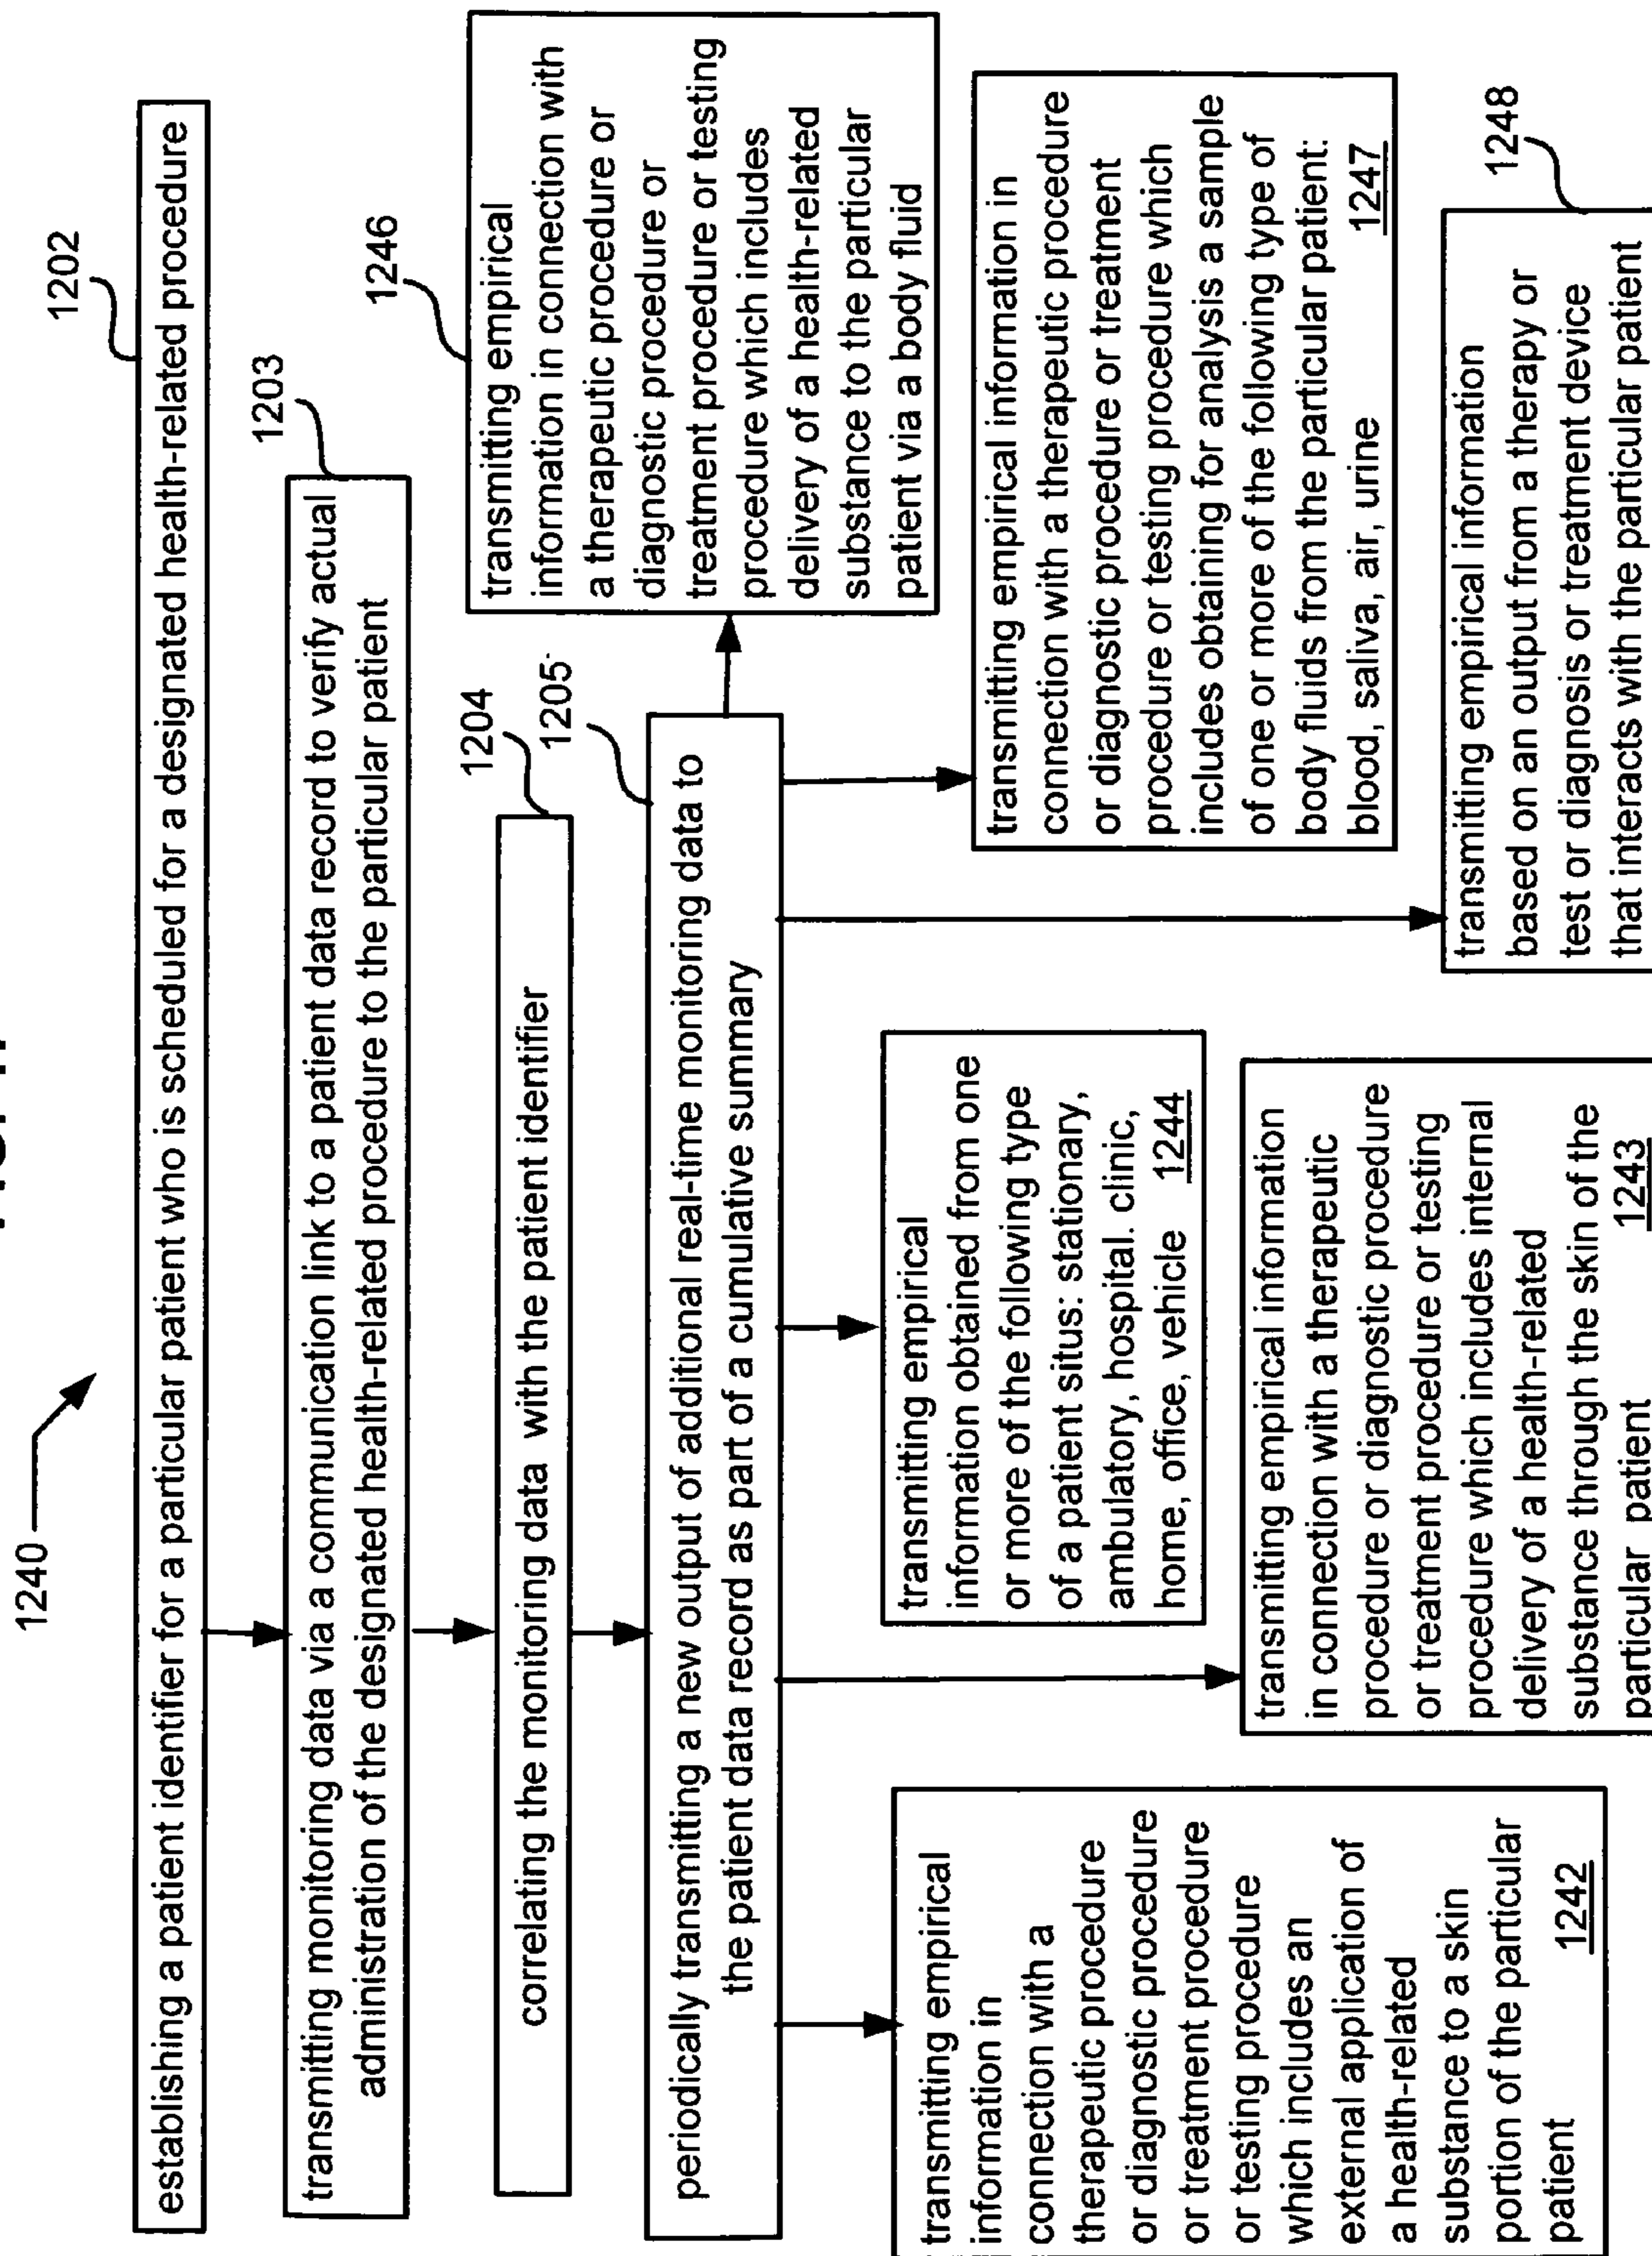 1240
1202
establishing a patient identifier for a particular patient who is scheduled for a designated health-related procedure
1203
transmitting monitoring data via a communication link to a patient data record to verify actual
administration of the designated health-related procedure to the particular patient
1204
correlating the monitoring data with the patient identifier
1205
periodically transmitting a new output of additional real-time monitoring data to
the patient data record as part of a cumulative summary
1246
transmitting empirical
information in connection with
a therapeutic procedure or
diagnostic procedure or
treatment procedure or testing
procedure which includes
delivery of a health-related
substance to the particular
patient via a body fluid
transmitting empirical information in
connection with a therapeutic procedure
or diagnostic procedure or treatment
procedure or testing procedure which
includes obtaining for analysis a sample
of one or more of the following type of
body fluids from the particular patient:
blood, saliva, air, urine 1247
1248
transmitting empirical information
based on an output from a therapy or
test or diagnosis or treatment device
that interacts with the particular patient
transmitting empirical
information obtained from one
or more of the following type
of a patient situs: stationary,
ambulatory, hospital. clinic,
home, office, vehicle 1244
transmitting empirical information
in connection with a therapeutic
procedure or diagnostic procedure
or treatment procedure or testing
procedure which includes internal
delivery of a health-related
substance through the skin of the
particular patient 1243
transmitting empirical
information in
connection with a
therapeutic procedure
or diagnostic procedure
or treatment procedure
or testing procedure
which includes an
external application of
a health-related
substance to a skin
portion of the particular
patient 1242